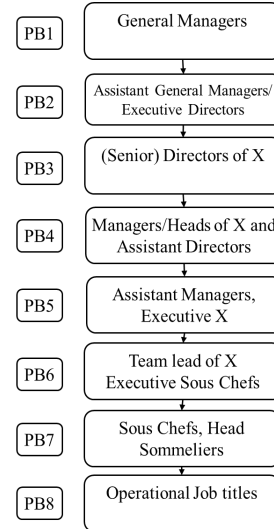 PB1
General Managers
PB2
Assistant General Managers/
Executive Directors
PB3
(Senior) Directors of X
PB4
Managers/Heads of X and
Assistant Directors
PB5
Assistant Managers,
Executive X
PB6
Team lead of X
Executive Sous Chefs
PB7
Sous Chefs, Head
Sommeliers
PB8
Operational Job titles